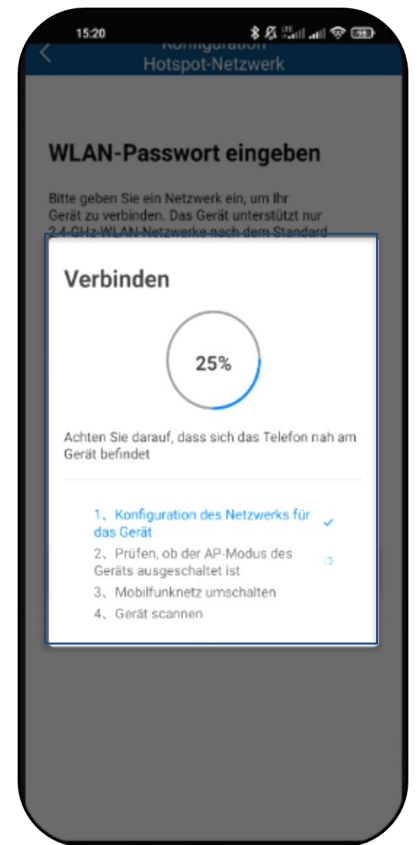 15:20
Konfiguration
Hotspot-Netzwerk
WLAN-Passwort eingeben
Bitte geben Sie ein Netzwerk ein, um Ihr
Gerät zu verbinden. Das Gerät unterstützt nur
2.4-GHz-WLAN-Netzwerke nach dem Standard
Verbinden
25%
Achten Sie darauf, dass sich das Telefon nah am
Gerät befindet
1、Konfiguration des Netzwerks für
das Gerät
2、Prüfen, ob der AP-Modus des
Geräts ausgeschaltet ist
3、Mobilfunknetz umschalten
4、Gerät scannen